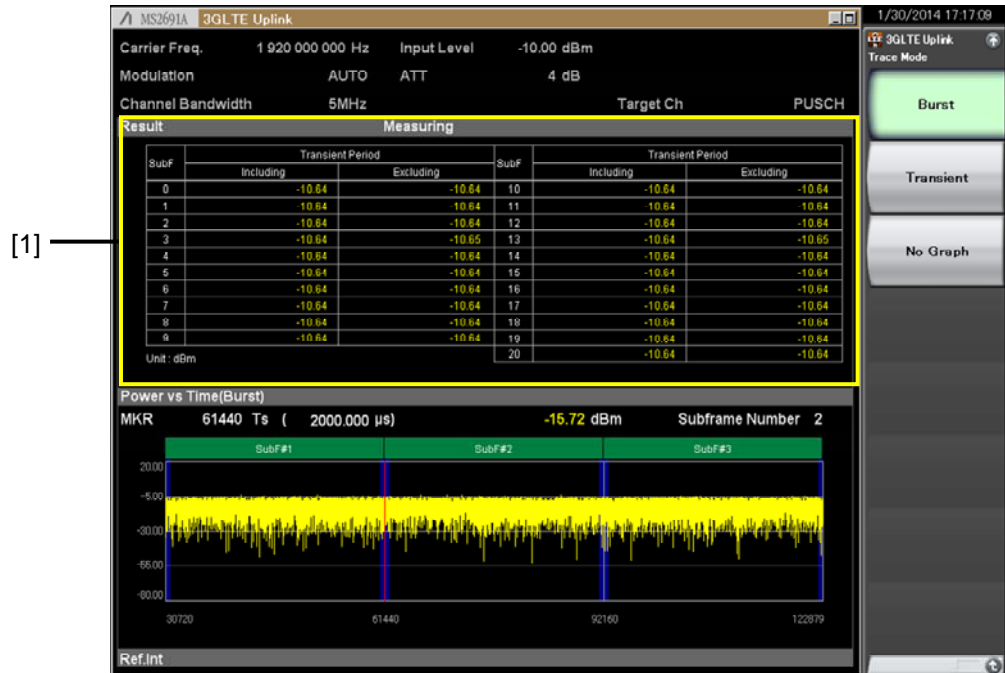 MS2691A 3GLTE Uplink
1/30/2014 17:17:09
Carrier Freq. 1 920 000 000 Hz Input Level -10.00 dBm
Modulation AUTO ATT 4 dB
Channel Bandwidth 5MHz Target Ch PUSCH
3GLTE Uplink
Trace Mode
Burst
Transient
No Graph
[1]
Result Measuring
SubF Transient Period SubF Transient Period
Including Excluding Including Excluding
0 -10.64 -10.64 10 -10.64 -10.64
1 -10.64 -10.64 11 -10.64 -10.64
2 -10.64 -10.64 12 -10.64 -10.64
3 -10.64 -10.65 13 -10.64 -10.65
4 -10.64 -10.64 14 -10.64 -10.64
5 -10.64 -10.64 15 -10.64 -10.64
6 -10.64 -10.64 16 -10.64 -10.64
7 -10.64 -10.64 17 -10.64 -10.64
8 -10.64 -10.64 18 -10.64 -10.64
9 -10.64 -10.64 19 -10.64 -10.64
20 -10.64 -10.64
Unit : dBm
Power vs Time(Burst)
MKR 61440 Ts ( 2000.000 µs) -15.72 dBm Subframe Number 2
SubF#1 SubF#2 SubF#3
20.00
-5.00
-30.00
-55.00
-80.00
30720 61440 92160 122879
Ref.Int